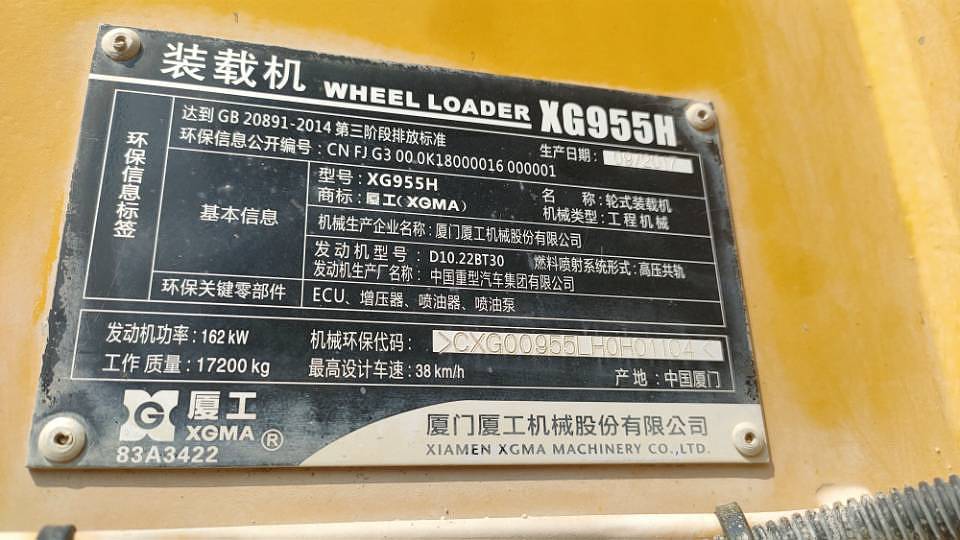 装载机 WHEEL LOADER XG955H
达到 GB 20891-2014 第三阶段排放标准
生产日期: 09/2017
环保信息公开编号: CN FJ G3 00 0K18000016 000001
环保信息标签
基本信息
型号: XG955H
名 称: 轮式装载机
商标: 厦工(XGMA)
机械类型: 工程机械
机械生产企业名称: 厦门厦工机械股份有限公司
发动机型号: D10.22BT30
燃料喷射系统形式: 高压共轨
发动机生产厂名称: 中国重型汽车集团有限公司
环保关键零部件
ECU、增压器、喷油器、喷油泵
发动机功率: 162 kW
机械环保代码: >CXG00955LH0H01104<
工作质量: 17200 kg
最高设计车速: 38 km/h
产地: 中国厦门
G 厦工
XGMA ®
83A3422
厦门厦工机械股份有限公司
XIAMEN XGMA MACHINERY CO.,LTD.